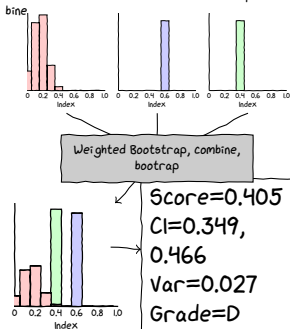 bine
0 0.2 0.4 0.6 0.8 1.0
Index
0 0.2 0.4 0.6 0.8 1.0
Index
0 0.2 0.4 0.6 0.8 1.0
Index
Weighted Bootstap, combine,
bootrap
Score=0.405
CI=0.349,
0.466
Var=0.027
Grade=D
0 0.2 0.4 0.6 0.8 1.0
Index